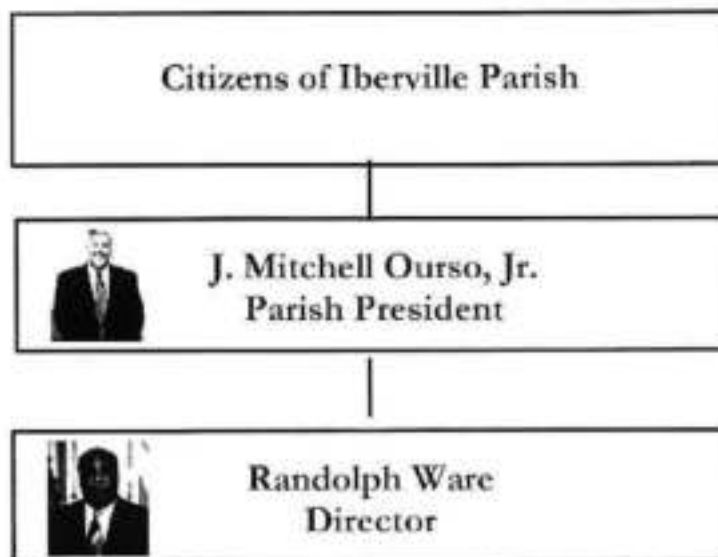 Citizens of Iberville Parish
J. Mitchell Ourso, Jr.
Parish President
Randolph Ware
Director